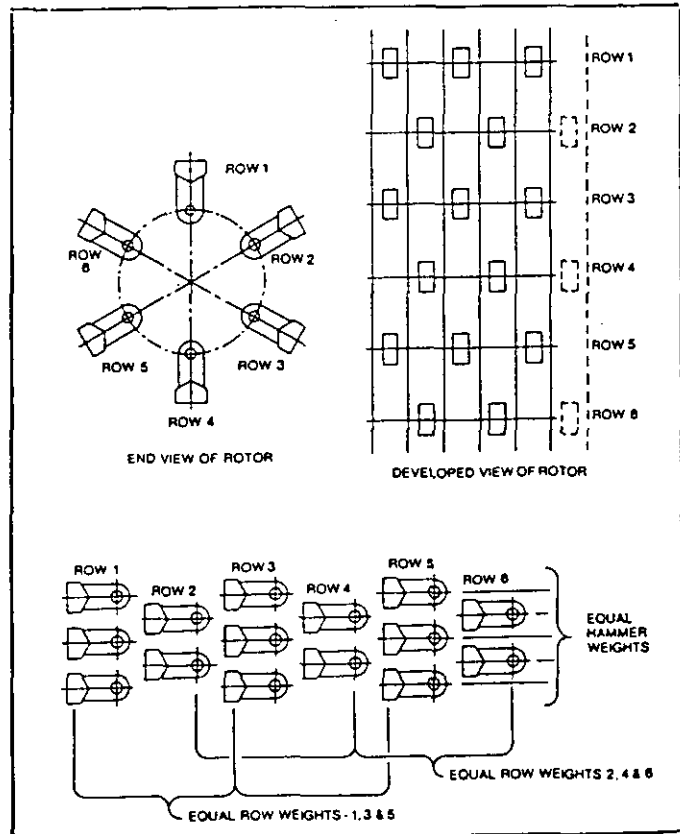 ROW 1
ROW 2
ROW 3
ROW 4
ROW 5
ROW 6
END VIEW OF ROTOR
ROW 1
ROW 2
ROW 3
ROW 4
ROW 5
ROW 6
DEVELOPED VIEW OF ROTOR
ROW 1
ROW 2
ROW 3
ROW 4
ROW 5
ROW 6
EQUAL
HAMMER
WEIGHTS
EQUAL ROW WEIGHTS 2, 4 & 6
EQUAL ROW WEIGHTS - 1, 3 & 5